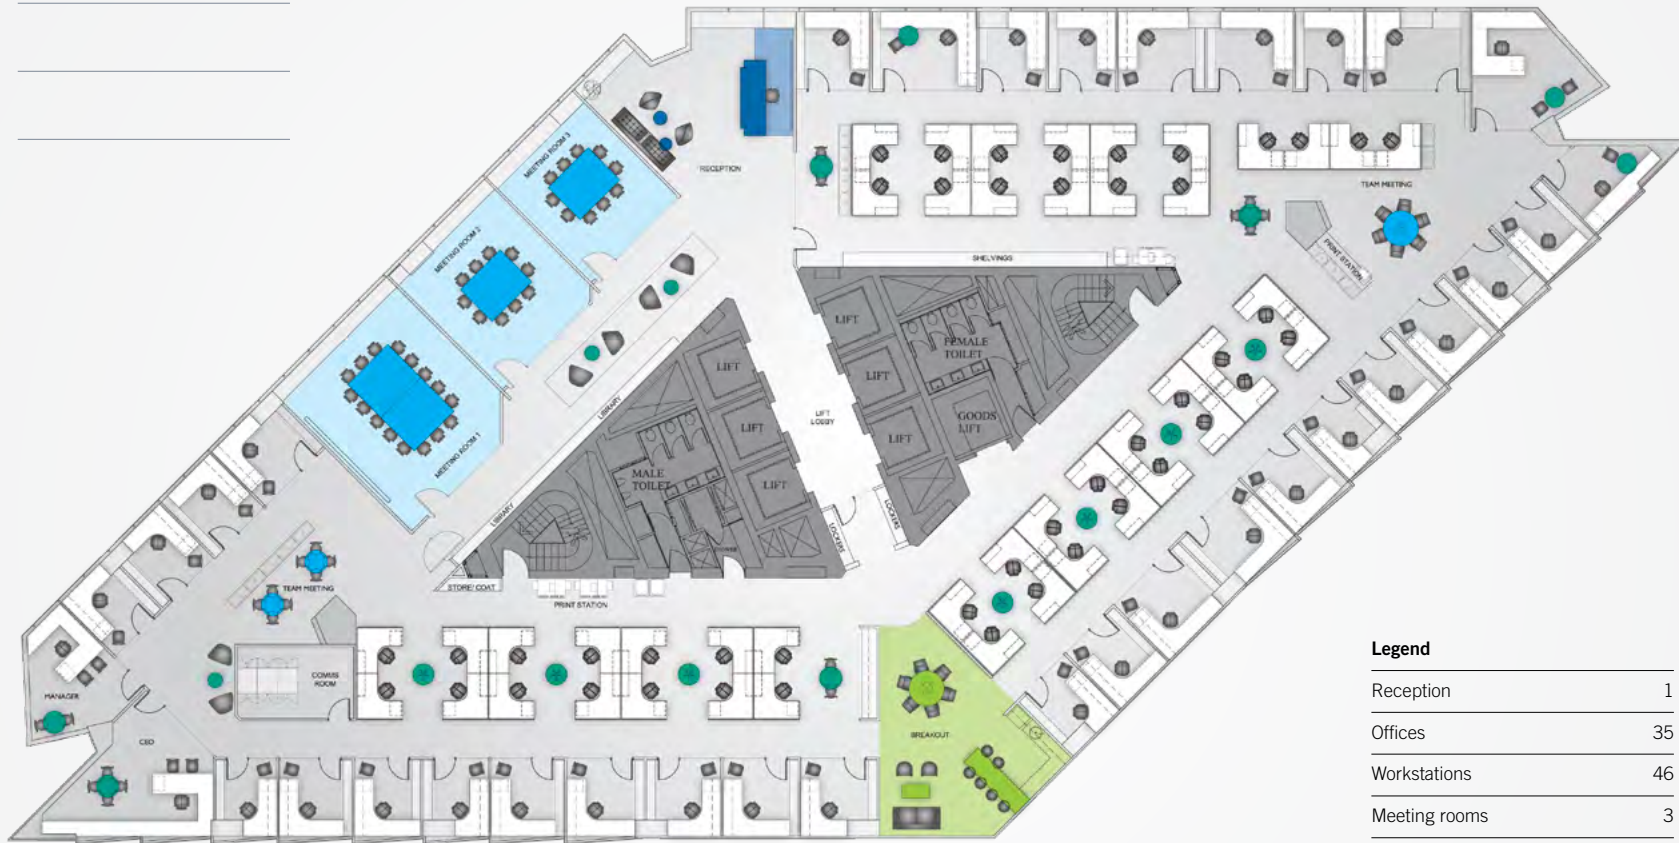 MEETING ROOM 3
RECEPTION
TEAM MEETING
MEETING ROOM 2
PRINT STATION
SHELVINGS
LIFT
FEMALE
TOILET
LIFT
LIFT
LIFT
LIBRARY
LIFT
LOBBY
GOODS
LIFT
LIFT
LIFT
MEETING ROOM 1
MALE
TOILET
LIFT
LIBRARY
LOCKERS
LOCKERS
TEAM MEETING
STORE/ COAT
PRINT STATION
COMMS
ROOM
MANAGER
CEO
BREAKOUT
Legend
Reception 1
Offices 35
Workstations 46
Meeting rooms 3